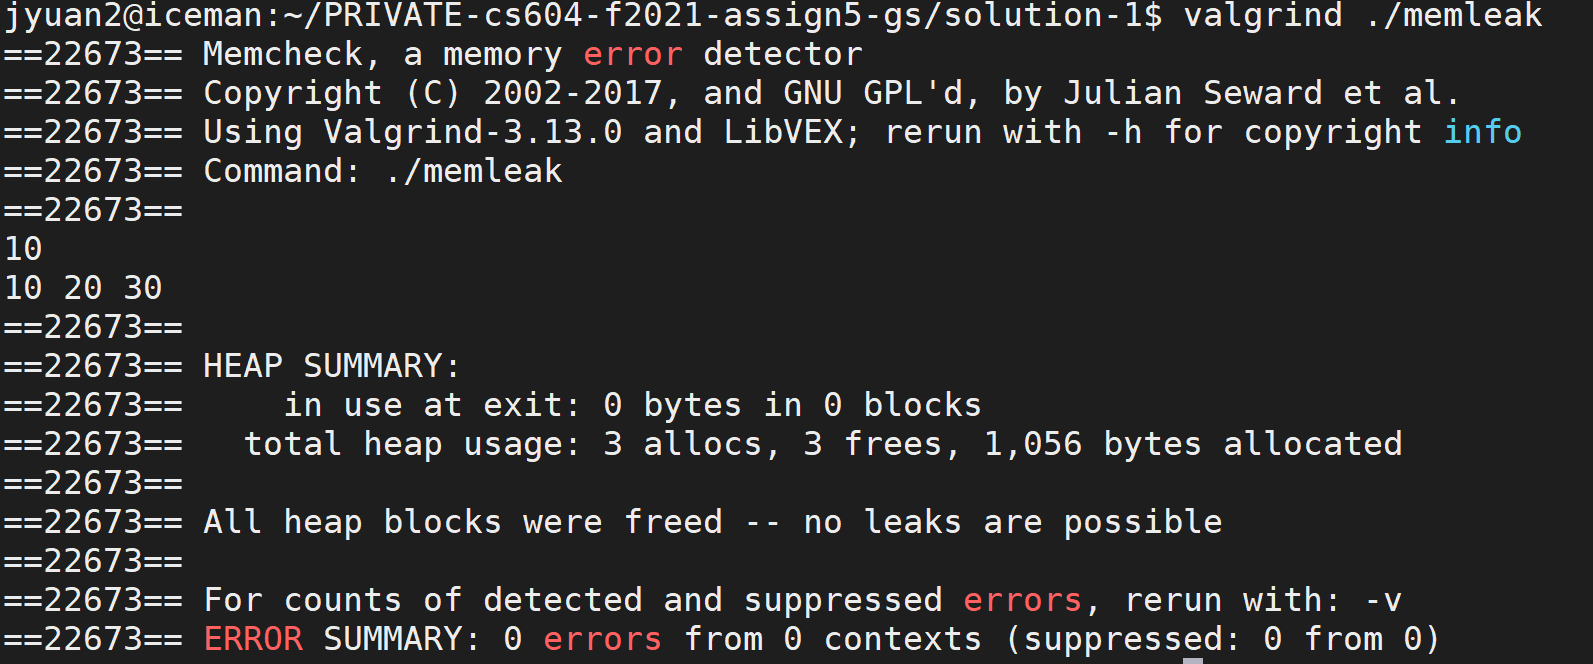 jyuan2@iceman:~/PRIVATE-cs604-f2021-assign5-gs/solution-1$ valgrind ./memleak
==22673== Memcheck, a memory error detector
==22673== Copyright (C) 2002-2017, and GNU GPL'd, by Julian Seward et al.
==22673== Using Valgrind-3.13.0 and LibVEX; rerun with -h for copyright info
==22673== Command: ./memleak
==22673==
10
10 20 30
==22673==
==22673== HEAP SUMMARY:
==22673==     in use at exit: 0 bytes in 0 blocks
==22673==   total heap usage: 3 allocs, 3 frees, 1,056 bytes allocated
==22673==
==22673== All heap blocks were freed -- no leaks are possible
==22673==
==22673== For counts of detected and suppressed errors, rerun with: -v
==22673== ERROR SUMMARY: 0 errors from 0 contexts (suppressed: 0 from 0)